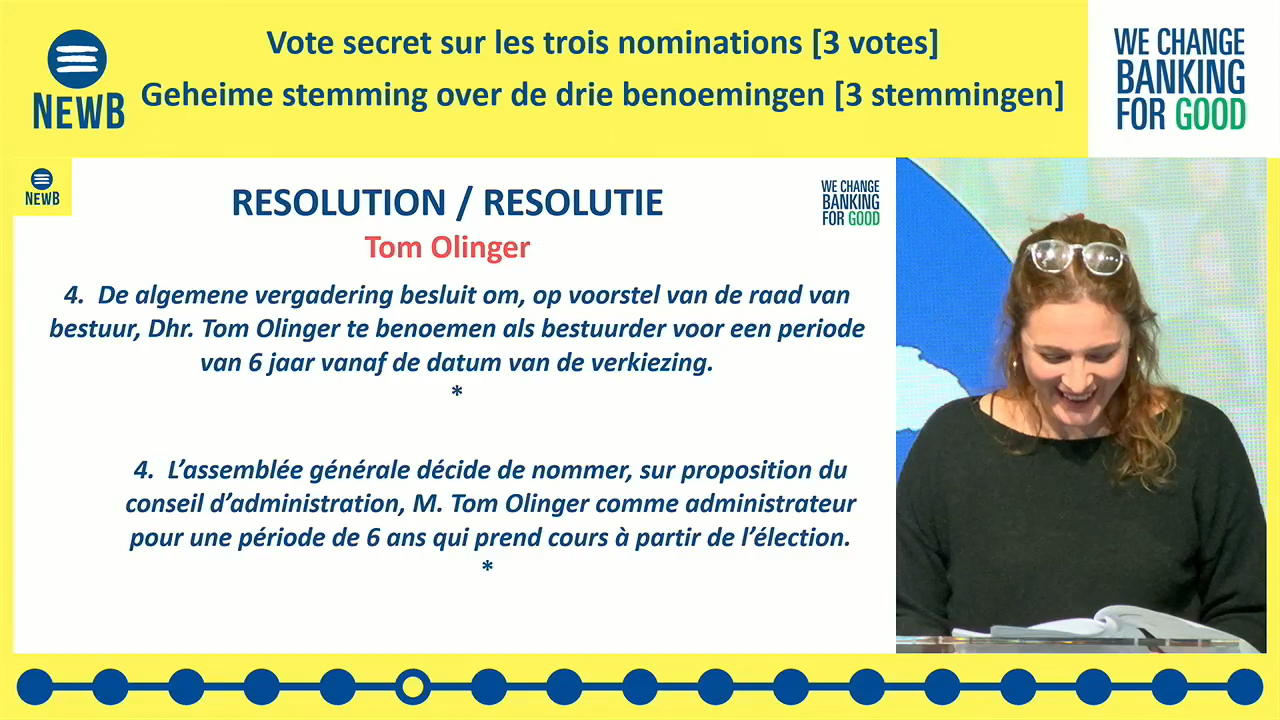 Vote secret sur les trois nominations [3 votes]
Geheime stemming over de drie benoemingen [3 stemmingen]
NEWB
WE CHANGE
BANKING
FOR GOOD
NEWB
RESOLUTION / RESOLUTIE
WE CHANGE
BANKING
FOR GOOD
Tom Olinger
4. De algemene vergadering besluit om, op voorstel van de raad van
bestuur, Dhr. Tom Olinger te benoemen als bestuurder voor een periode
van 6 jaar vanaf de datum van de verkiezing.
*
4. L’assemblée générale décide de nommer, sur proposition du
conseil d’administration, M. Tom Olinger comme administrateur
pour une période de 6 ans qui prend cours à partir de l’élection.
*